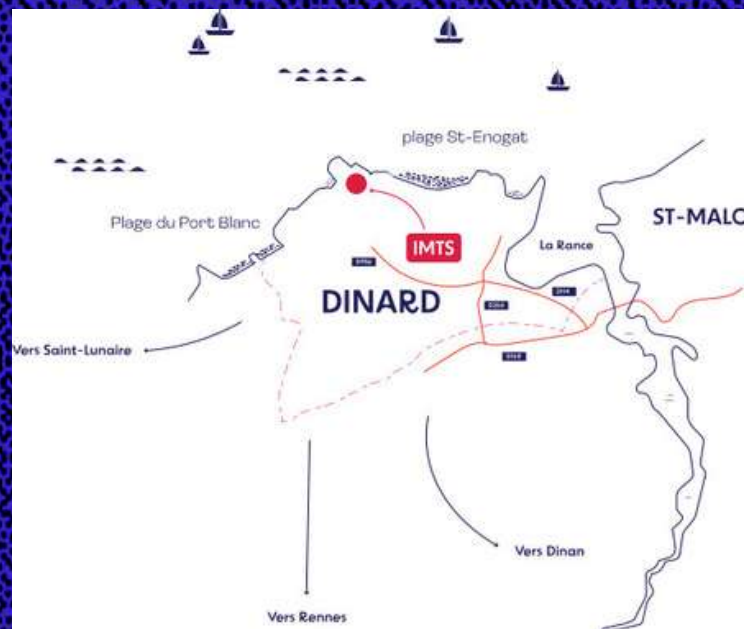 plage St-Enogat
Plage du Port Blanc
ST-MALO
IMTS
La Rance
DINARD
Vers Saint-Lunaire
Vers Dinan
Vers Rennes